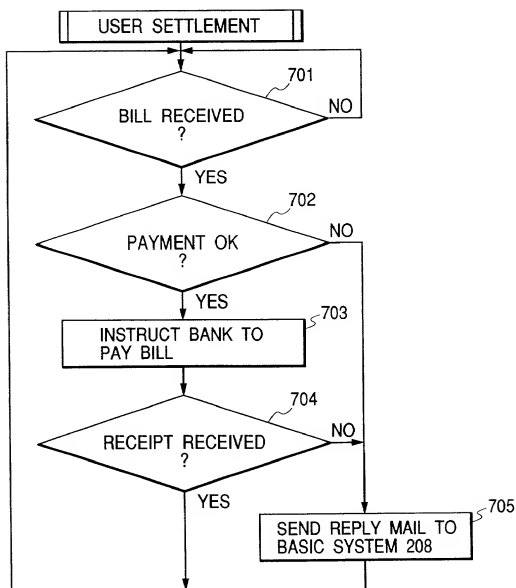 USER SETTLEMENT
701
BILL RECEIVED
?
NO
YES
702
PAYMENT OK
?
NO
YES
703
INSTRUCT BANK TO
PAY BILL
704
RECEIPT RECEIVED
?
NO
YES
705
SEND REPLY MAIL TO
BASIC SYSTEM 208